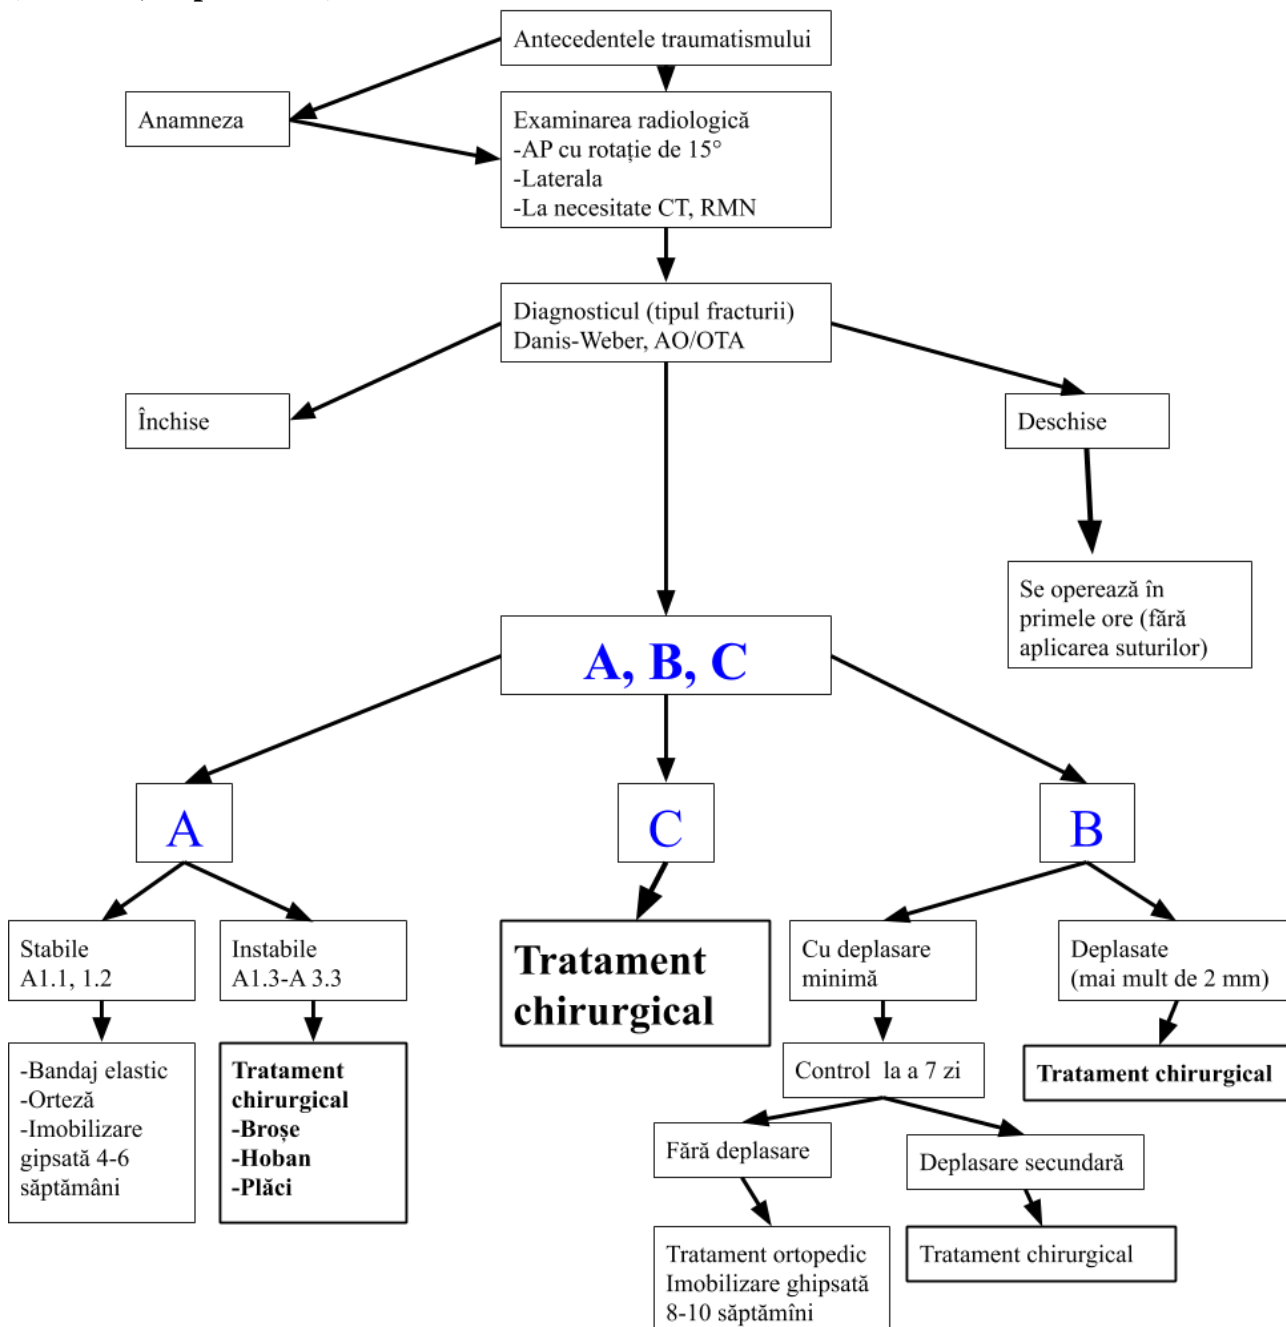 Antecedentele traumatismului
Anamneza
Examinarea radiologică
-AP cu rotație de 15°
-Laterala
-La necesitate CT, RMN
Diagnosticul (tipul fracturii)
Danis-Weber, AO/OTA
Închise
Deschise
Se operează în
primele ore (fără
aplicarea suturilor)
A, B, C
A
C
B
Stabile
A1.1, 1.2
Instabile
A1.3-A 3.3
Tratament
chirurgical
Cu deplasare
minimă
Deplasate
(mai mult de 2 mm)
-Bandaj elastic
-Orteză
-Imobilizare
gipsată 4-6
săptămâni
Tratament
chirurgical
-Broșe
-Hoban
-Plăci
Control la a 7 zi
Tratament chirurgical
Fără deplasare
Deplasare secundară
Tratament ortopedic
Imobilizare ghipsată
8-10 săptămîni
Tratament chirurgical